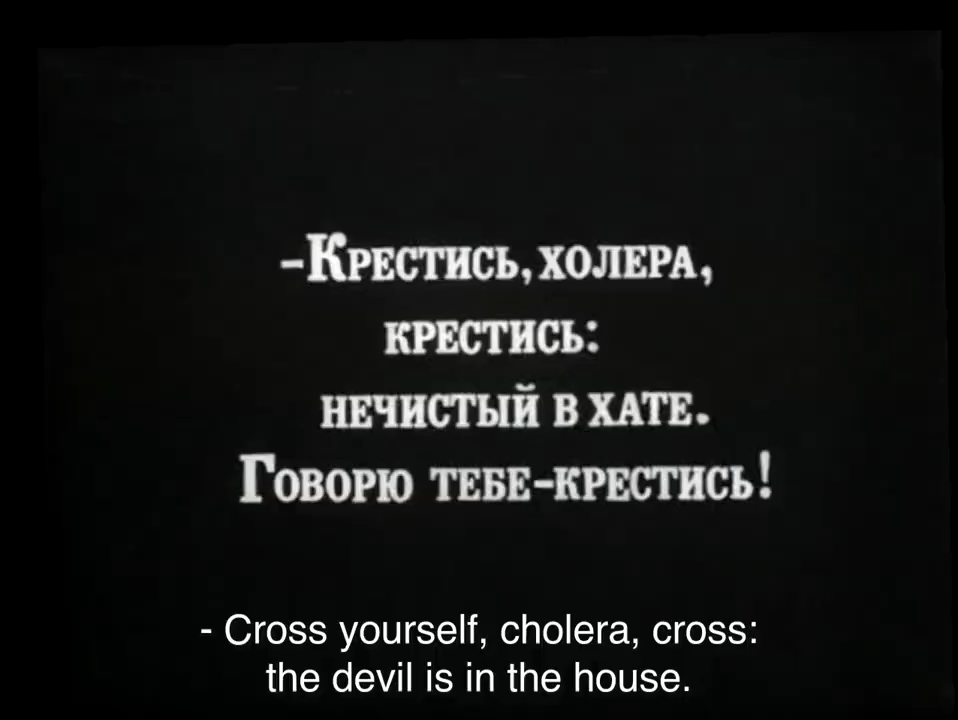 –Крестись, холера,
крестись:
нечистый в хате.
Говорю тебе–крестись!
- Cross yourself, cholera, cross:
the devil is in the house.